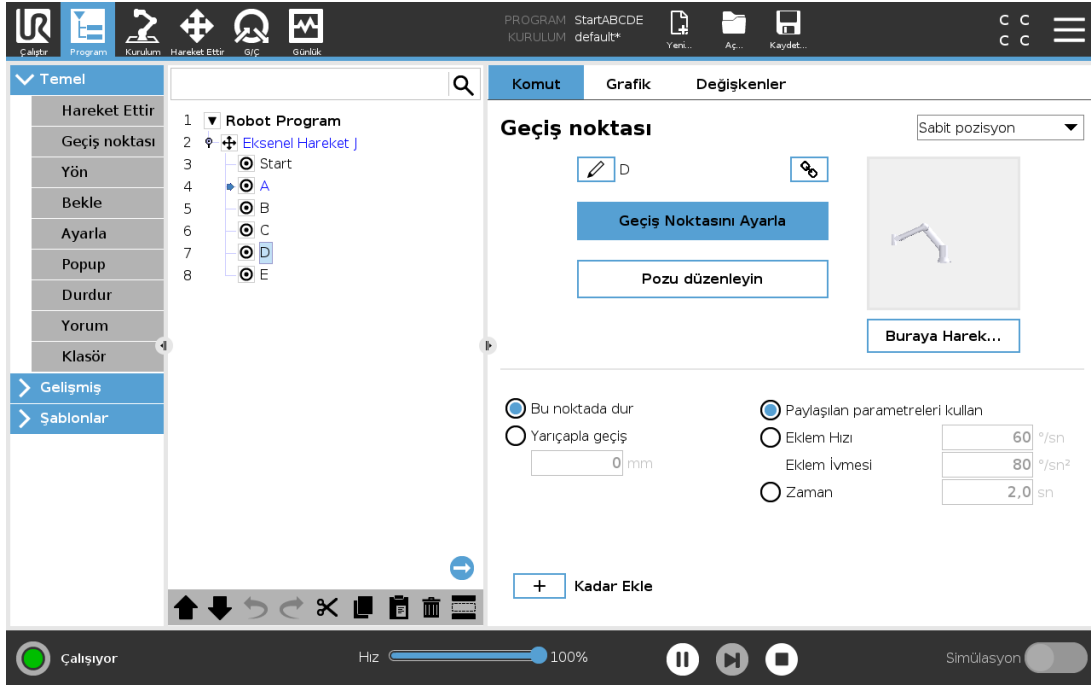 UR
PROGRAM StartABCDE
KURULUM default*
Çalıştır Program Kurulum Hareket Ettir G/Ç Günlük
Yeni... Aç... Kaydet...
C C
C C
Temel
Hareket Ettir
Geçiş noktası
Yön
Bekle
Ayarla
Popup
Durdur
Yorum
Klasör
Gelişmiş
Şablonlar
1 Robot Program
2 Eksenel Hareket J
3 Start
4 A
5 B
6 C
7 D
8 E
Komut Grafik Değişkenler
Geçiş noktası
Sabit pozisyon
D
Geçiş Noktasını Ayarla
Pozu düzenleyin
Buraya Harek...
Bu noktada dur
Yarıçapla geçiş
0 mm
Paylaşılan parametreleri kullan
Eklem Hızı 60 °/sn
Eklem İvmesi 80 °/sn²
Zaman 2,0 sn
+ Kadar Ekle
Çalışıyor
Hız 100%
Simülasyon